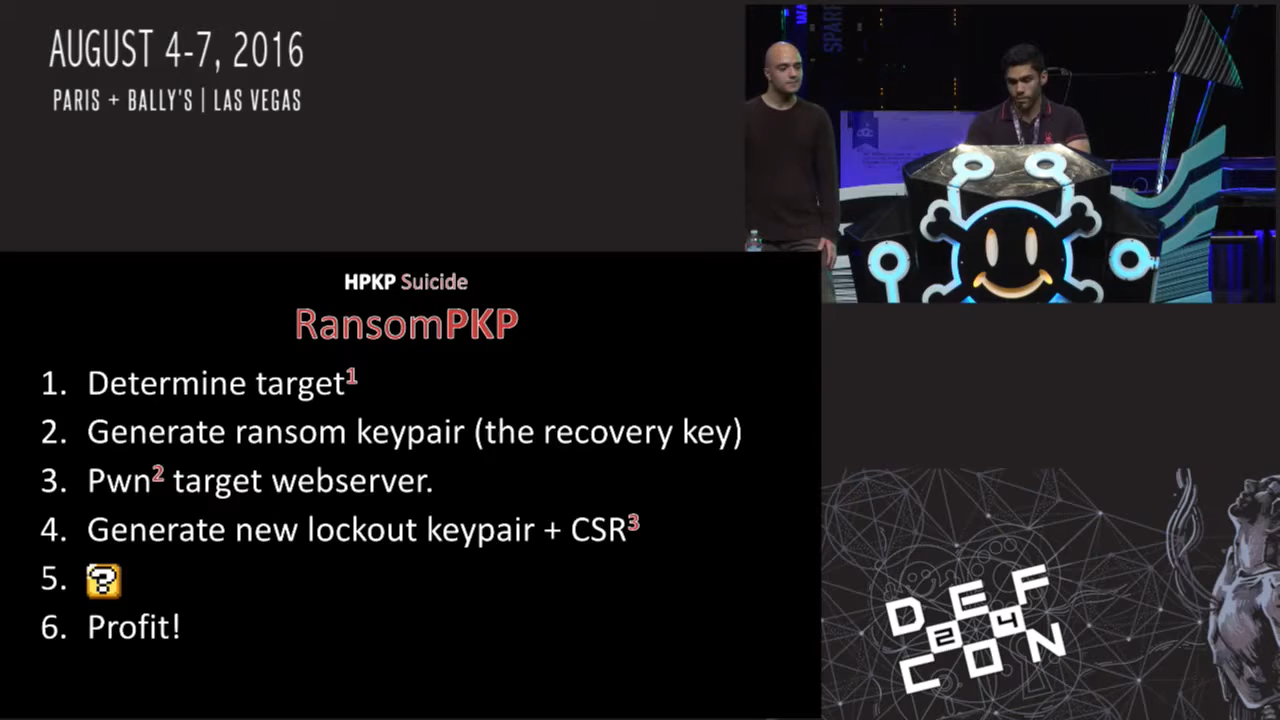 AUGUST 4-7, 2016
PARIS + BALLY'S | LAS VEGAS
SPARR
HPKP Suicide
RansomPKP
1. Determine target1
2. Generate ransom keypair (the recovery key)
3. Pwn2 target webserver.
4. Generate new lockout keypair + CSR3
5. ?
6. Profit!
DEF
24
CON